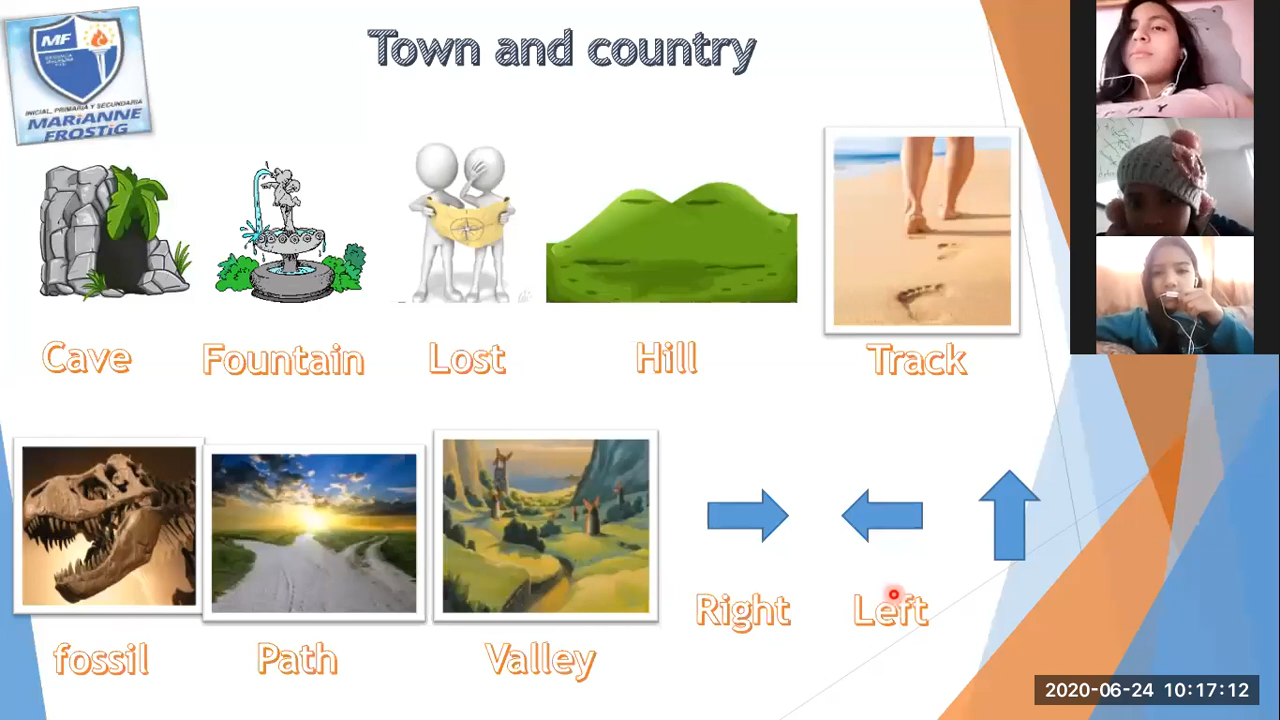 Town and country
MF
INICIAL, PRIMARIA Y SECUNDARIA
MARIANNE
FROSTIG
Cave
Fountain
Lost
Hill
Track
fossil
Path
Valley
Right
Left
2020-06-24 10:17:12